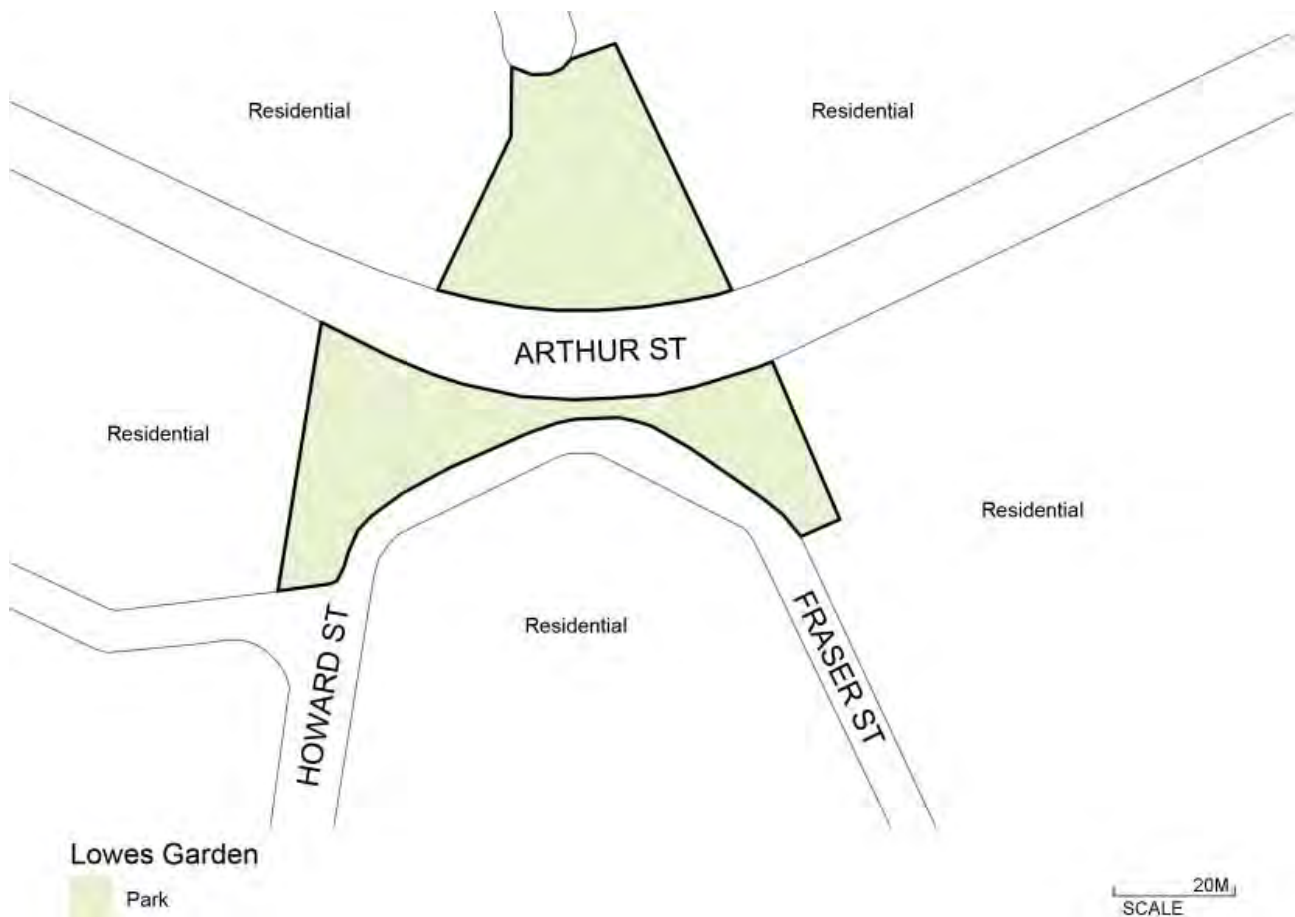 Residential
Residential
ARTHUR ST
Residential
Residential
Residential
HOWARD ST
FRASER ST
Lowes Garden
Park
20M
SCALE